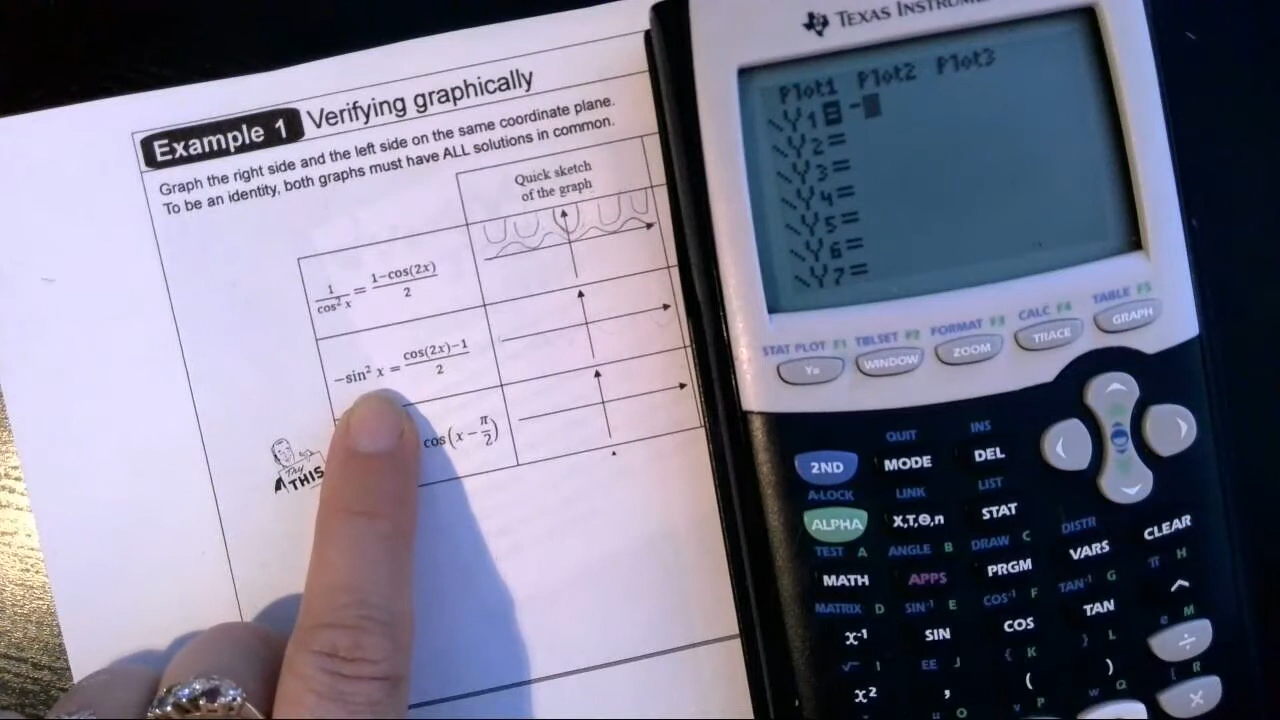 Example 1 Verifying graphically
Graph the right side and the left side on the same coordinate plane.
To be an identity, both graphs must have ALL solutions in common.
Quick sketch
of the graph
1/cos² x = 1−cos(2x)/2
−sin² x = cos(2x)−1/2
cos(x − π/2)
Try
THIS
TEXAS
Plot1 Plot2 Plot3
\Y1=-
\Y2=
\Y3=
\Y4=
\Y5=
\Y6=
\Y7=
STAT PLOT F1 TBLSET F2 FORMAT F3 CALC F4 TABLE F5
Y= WINDOW ZOOM TRACE GRAPH
QUIT INS
2ND MODE DEL
A-LOCK LINK LIST
ALPHA X,T,Θ,n STAT
TEST A ANGLE B DRAW C DISTR
MATH APPS PRGM VARS CLEAR
MATRIX D SIN⁻¹ E COS⁻¹ F TAN⁻¹ G π H
x⁻¹ SIN COS TAN ^
√ I EE J { K } L e M
x² , ( ) ÷
u O v P w Q [ R
×